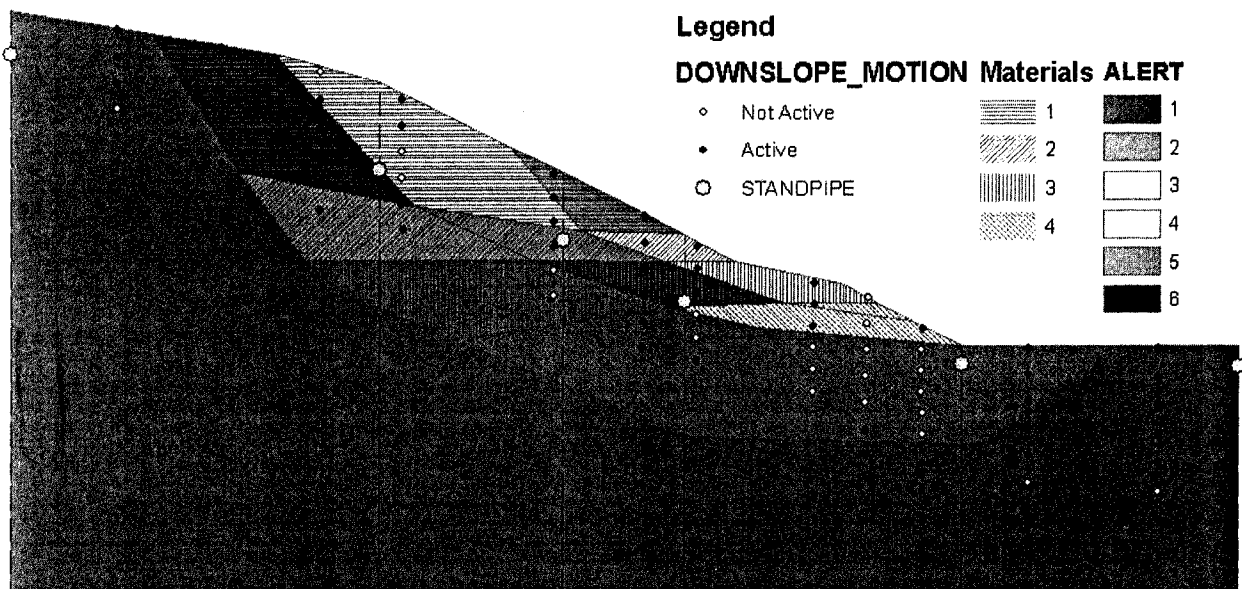 Legend
DOWNSLOPE_MOTION Materials ALERT
Not Active 1 1
Active 2 2
STANDPIPE 3 3
4 4
5
6